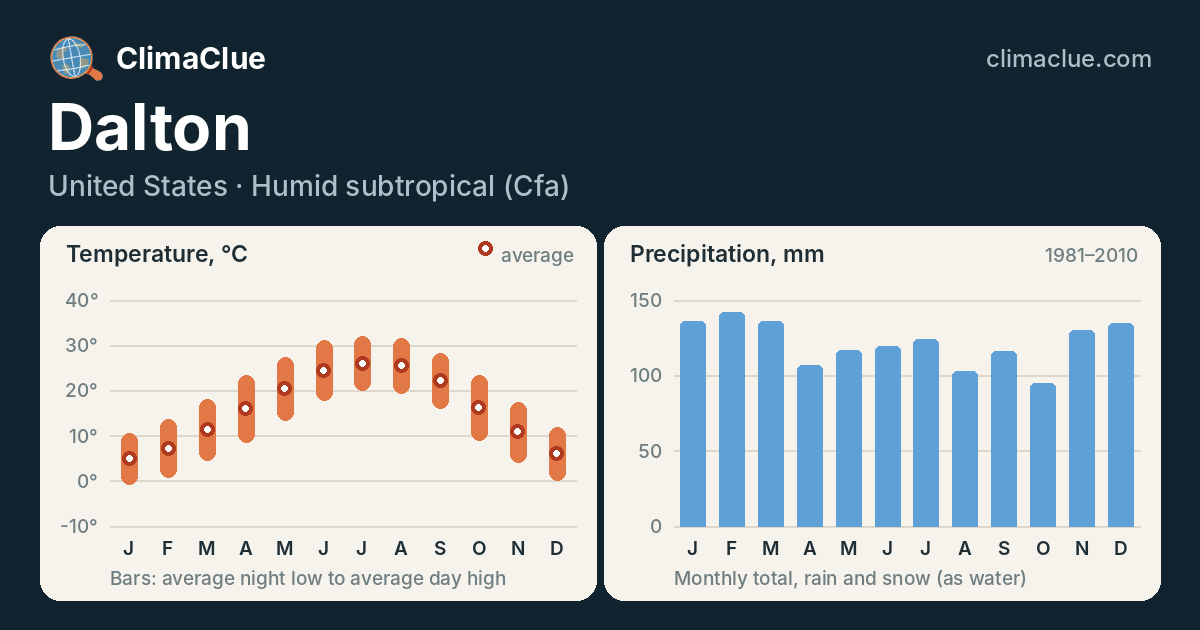 ClimaClue
climaclue.com
Dalton
United States · Humid subtropical (Cfa)
Temperature, °C
average
40°
30°
20°
10°
0°
-10°
J F M A M J J A S O N D
Bars: average night low to average day high
Precipitation, mm
1981–2010
150
100
50
0
J F M A M J J A S O N D
Monthly total, rain and snow (as water)